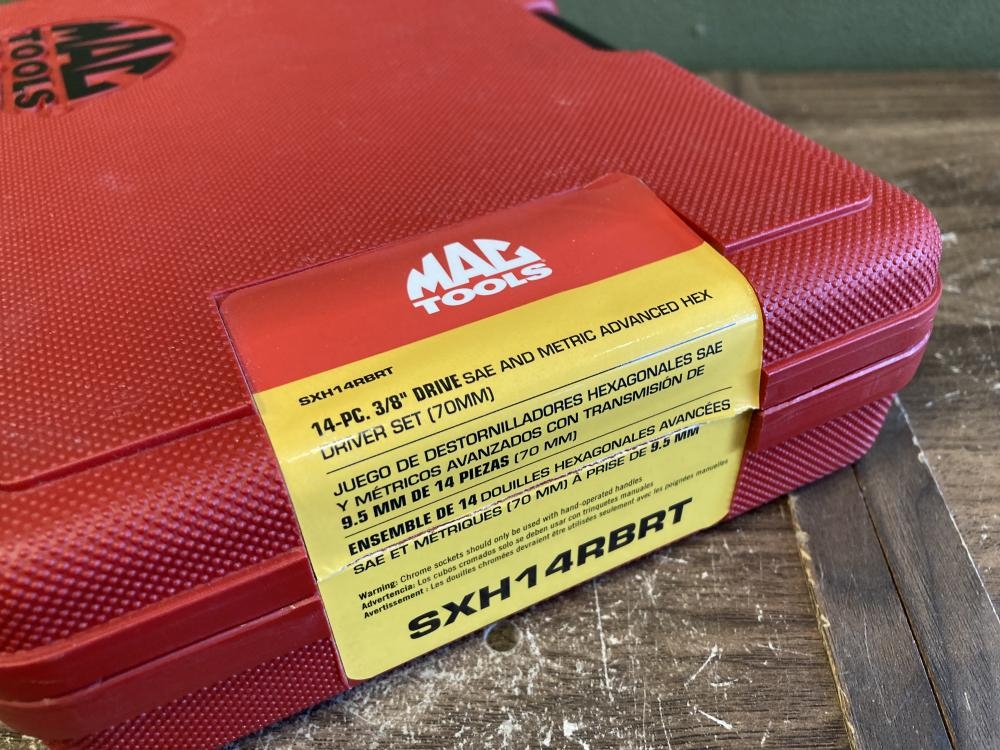 MAC
TOOLS
MAC
TOOLS
SXH14RBRT
14-PC. 3/8" DRIVE SAE AND METRIC ADVANCED HEX
DRIVER SET (70MM)
JUEGO DE DESTORNILLADORES HEXAGONALES SAE
Y MÉTRICOS AVANZADOS CON TRANSMISIÓN DE
9.5 MM DE 14 PIEZAS (70 MM)
ENSEMBLE DE 14 DOUILLES HEXAGONALES AVANCÉES
SAE ET MÉTRIQUES (70 MM) À PRISE DE 9.5 MM
Warning: Chrome sockets should only be used with hand-operated handles
Advertencia: Los cubos cromados solo se deben usar con trinquetes manuales
Avertissement : Les douilles chromées devraient être utilisées seulement avec les poignées manuelles
SXH14RBRT